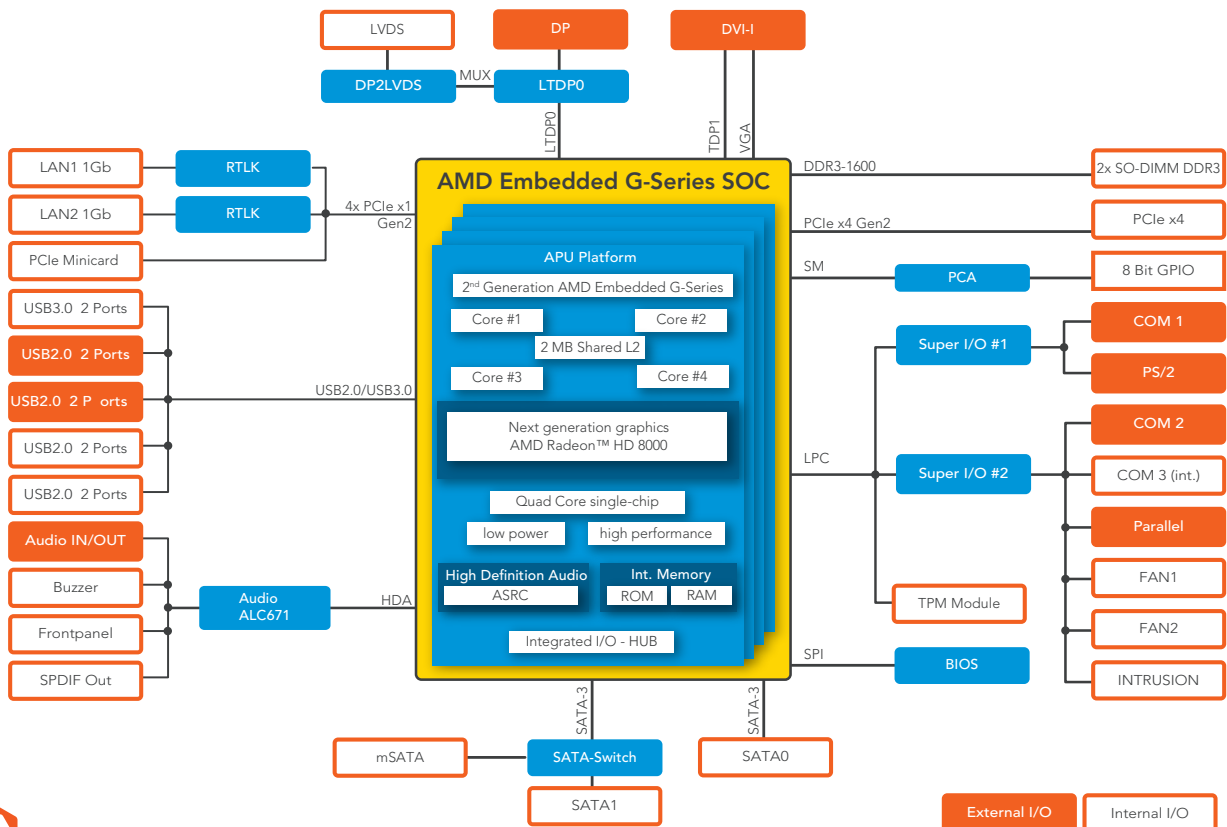 LVDS
DP
DVI-I
DP2LVDS
MUX
LTDP0
LTDP0
TDP1
VGA
LAN1 1Gb
RTLK
LAN2 1Gb
RTLK
PCIe Minicard
4x PCIe x1
Gen2
USB3.0 2 Ports
USB2.0 2 Ports
USB2.0 2 P orts
USB2.0 2 Ports
USB2.0 2 Ports
USB2.0/USB3.0
Audio IN/OUT
Buzzer
Frontpanel
SPDIF Out
Audio
ALC671
HDA
AMD Embedded G-Series SOC
APU Platform
2nd Generation AMD Embedded G-Series
Core #1
Core #2
2 MB Shared L2
Core #3
Core #4
Next generation graphics
AMD Radeon™ HD 8000
Quad Core single-chip
low power
high performance
High Definition Audio
ASRC
Int. Memory
ROM
RAM
Integrated I/O - HUB
DDR3-1600
2x SO-DIMM DDR3
PCIe x4 Gen2
PCIe x4
SM
PCA
8 Bit GPIO
LPC
Super I/O #1
COM 1
PS/2
Super I/O #2
COM 2
COM 3 (int.)
Parallel
FAN1
FAN2
INTRUSION
TPM Module
SPI
BIOS
SATA-3
SATA-3
mSATA
SATA-Switch
SATA0
SATA1
External I/O
Internal I/O